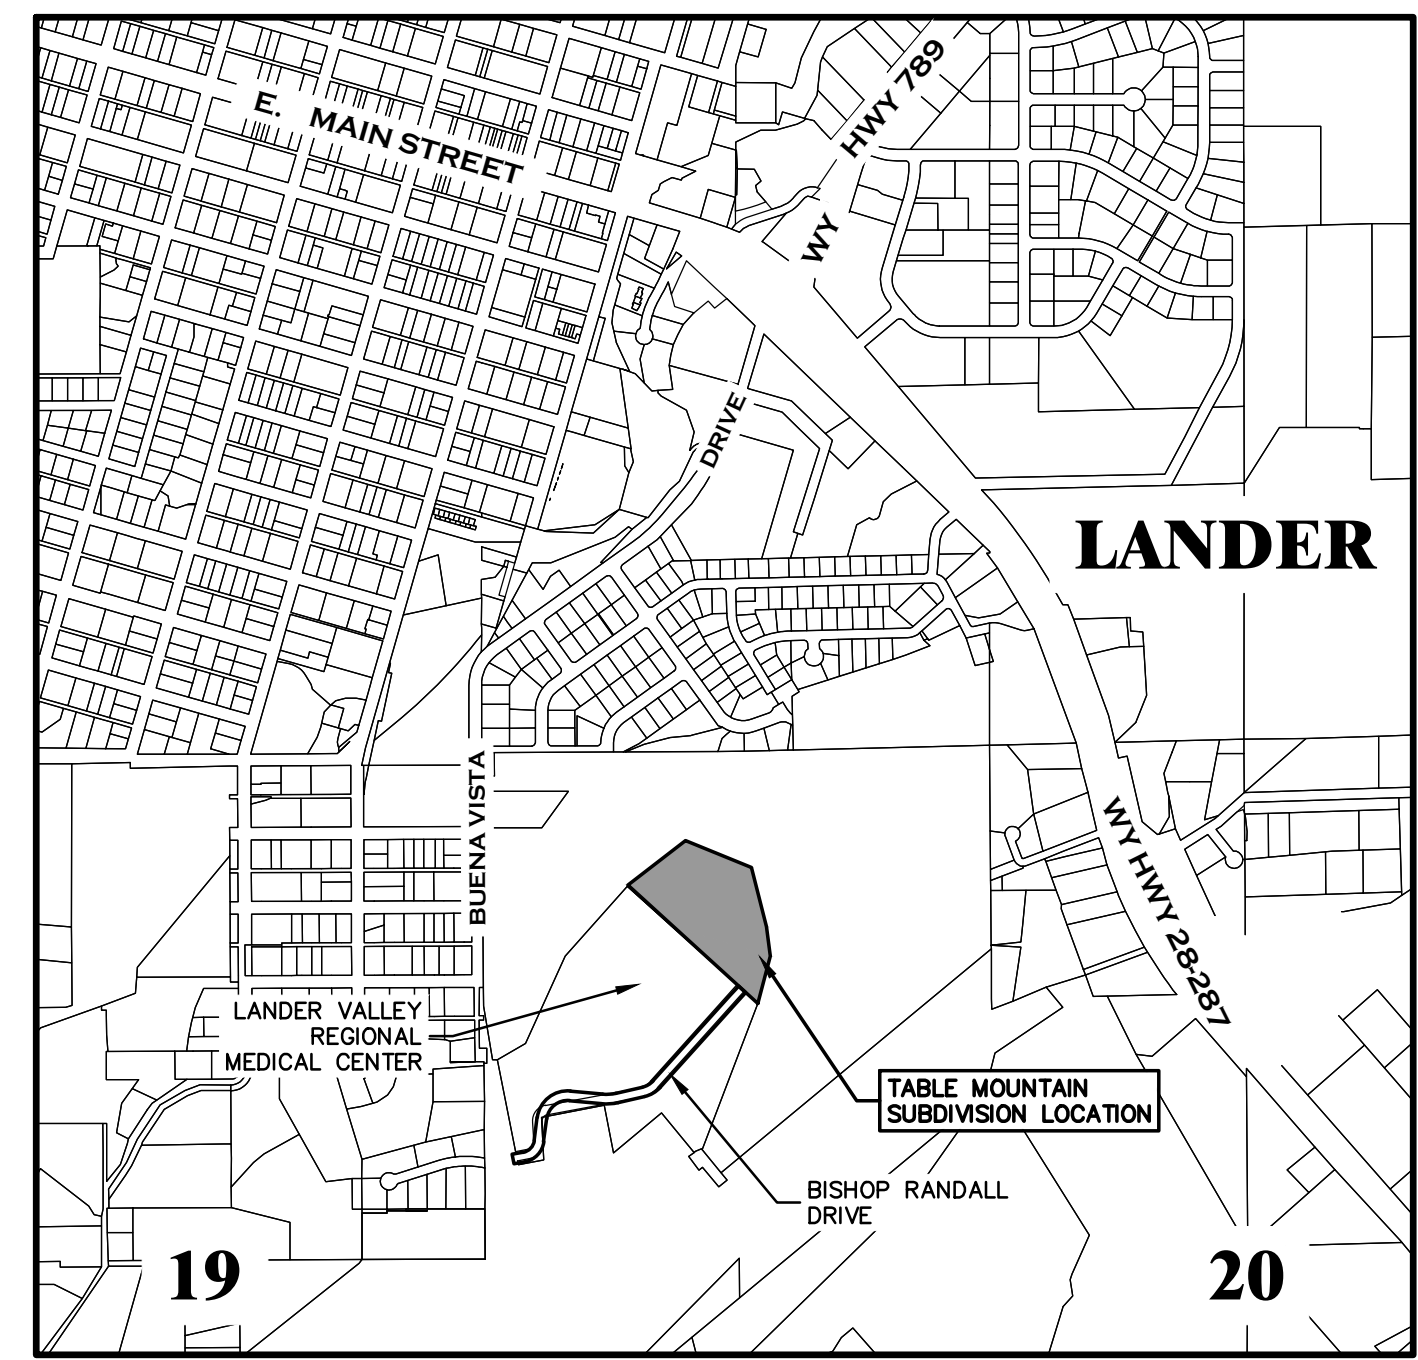 E. MAIN STREET
WY HWY 789
DRIVE
LANDER
BUENA VISTA
WY HWY 28-287
LANDER VALLEY
REGIONAL
MEDICAL CENTER
TABLE MOUNTAIN
SUBDIVISION LOCATION
BISHOP RANDALL
DRIVE
19
20